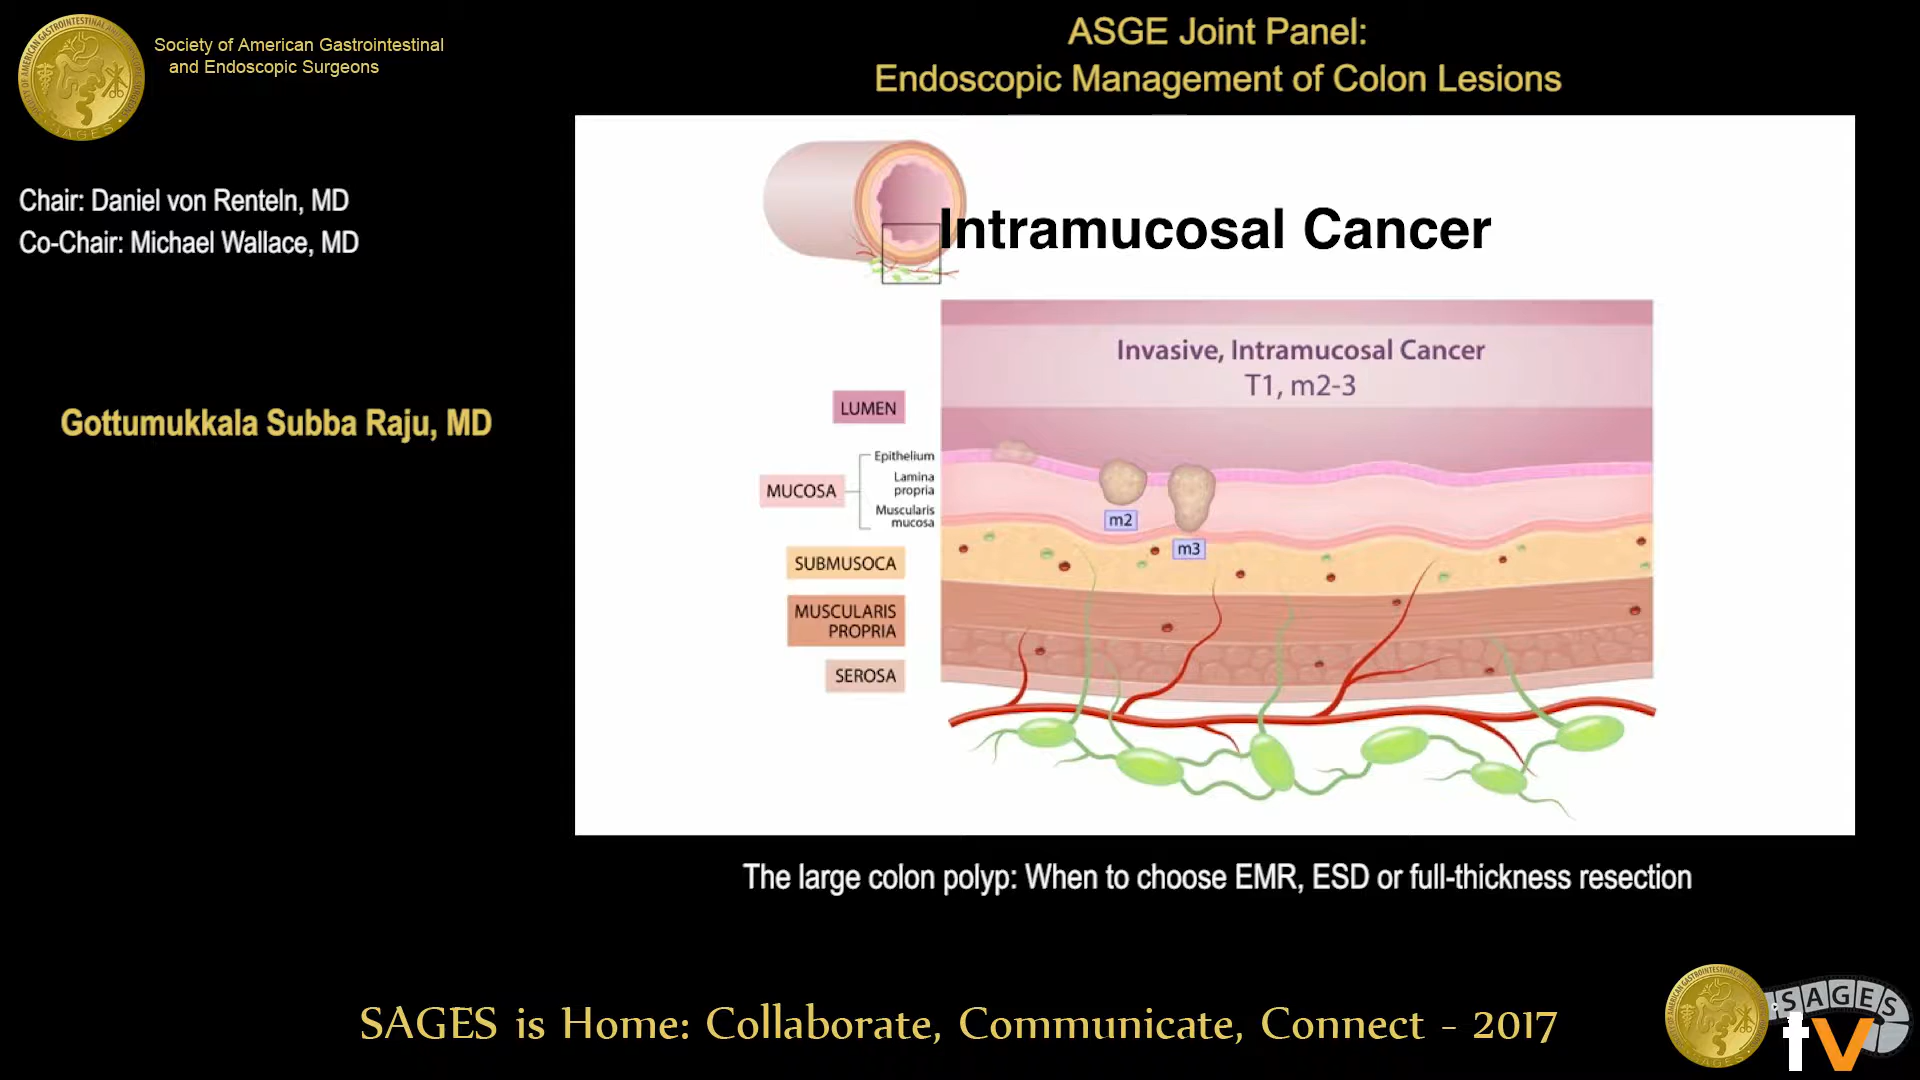 Society of American Gastrointestinal
and Endoscopic Surgeons
ASGE Joint Panel:
Endoscopic Management of Colon Lesions
Chair: Daniel von Renteln, MD
Co-Chair: Michael Wallace, MD
Gottumukkala Subba Raju, MD
Intramucosal Cancer
Invasive, Intramucosal Cancer
T1, m2-3
LUMEN
MUCOSA
Epithelium
Lamina
propria
Muscularis
mucosa
m2
m3
SUBMUSOCA
MUSCULARIS
PROPRIA
SEROSA
The large colon polyp: When to choose EMR, ESD or full-thickness resection
SAGES is Home: Collaborate, Communicate, Connect - 2017
SAGES
tv